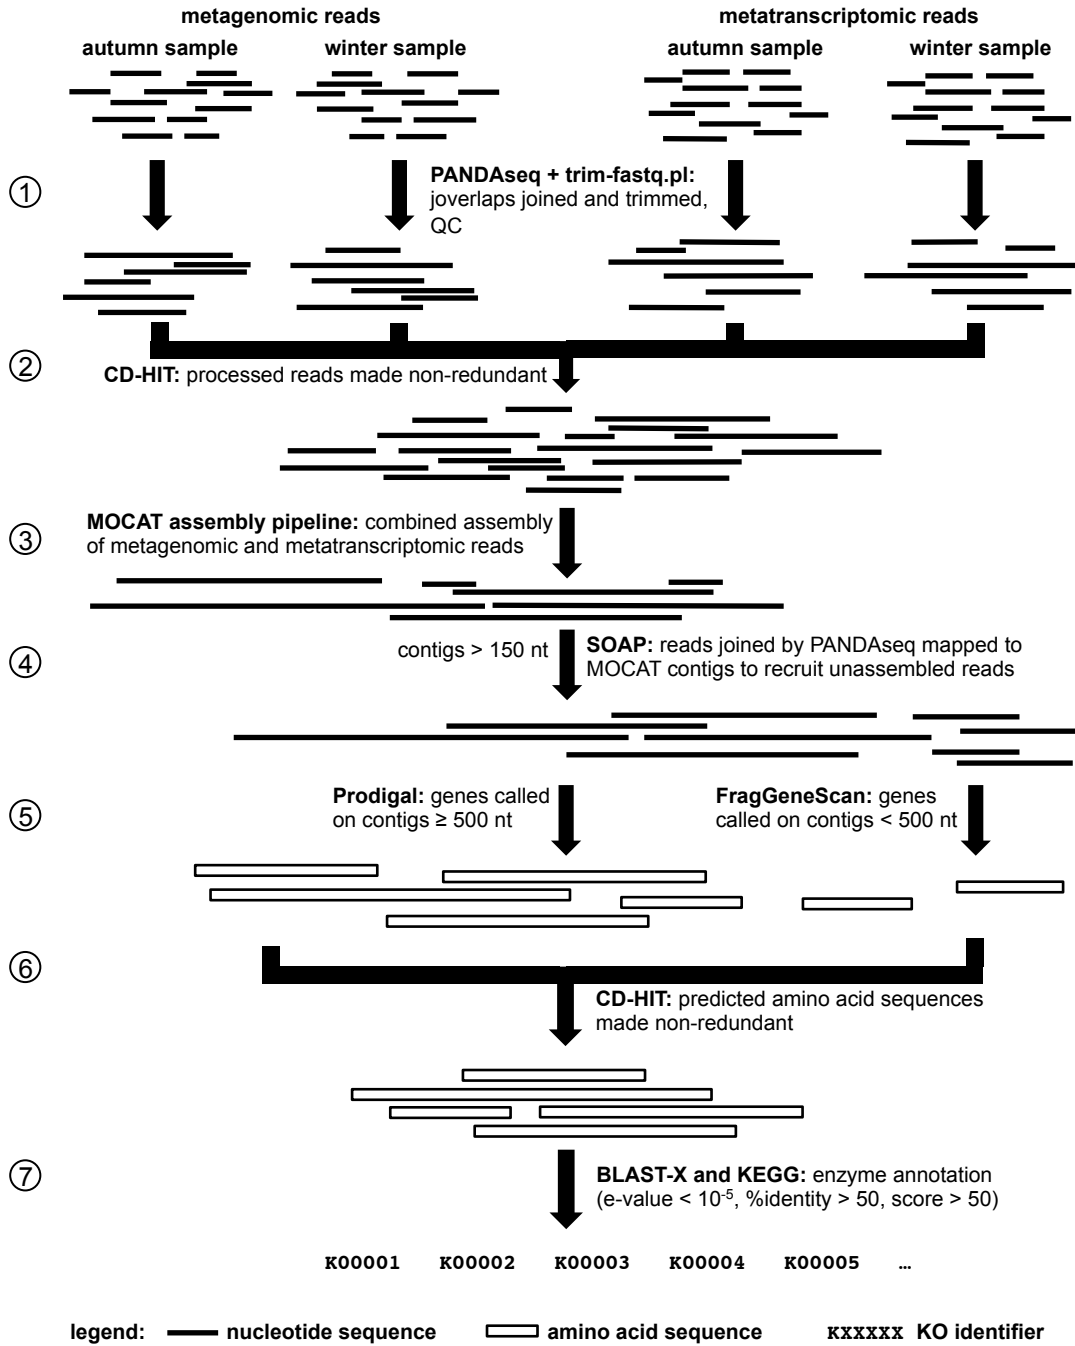 metagenomic reads
metatranscriptomic reads
autumn sample
winter sample
autumn sample
winter sample
①
PANDAseq + trim-fastq.pl:
joverlaps joined and trimmed,
QC
②
CD-HIT: processed reads made non-redundant
③
MOCAT assembly pipeline: combined assembly
of metagenomic and metatranscriptomic reads
④
contigs > 150 nt
SOAP: reads joined by PANDAseq mapped to
MOCAT contigs to recruit unassembled reads
⑤
Prodigal: genes called
on contigs ≥ 500 nt
FragGeneScan: genes
called on contigs < 500 nt
⑥
CD-HIT: predicted amino acid sequences
made non-redundant
⑦
BLAST-X and KEGG: enzyme annotation
(e-value < 10⁻⁵, %identity > 50, score > 50)
K00001 K00002 K00003 K00004 K00005 …
legend: nucleotide sequence amino acid sequence KXXXXX KO identifier